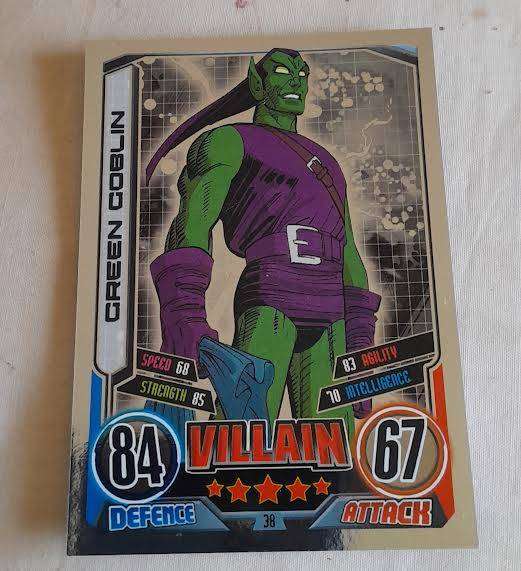 GREEN GOBLIN
E
SPEED 68
83 AGILITY
STRENGTH 85
70 INTELLIGENCE
84
VILLAIN
67
DEFENCE
38
ATTACK